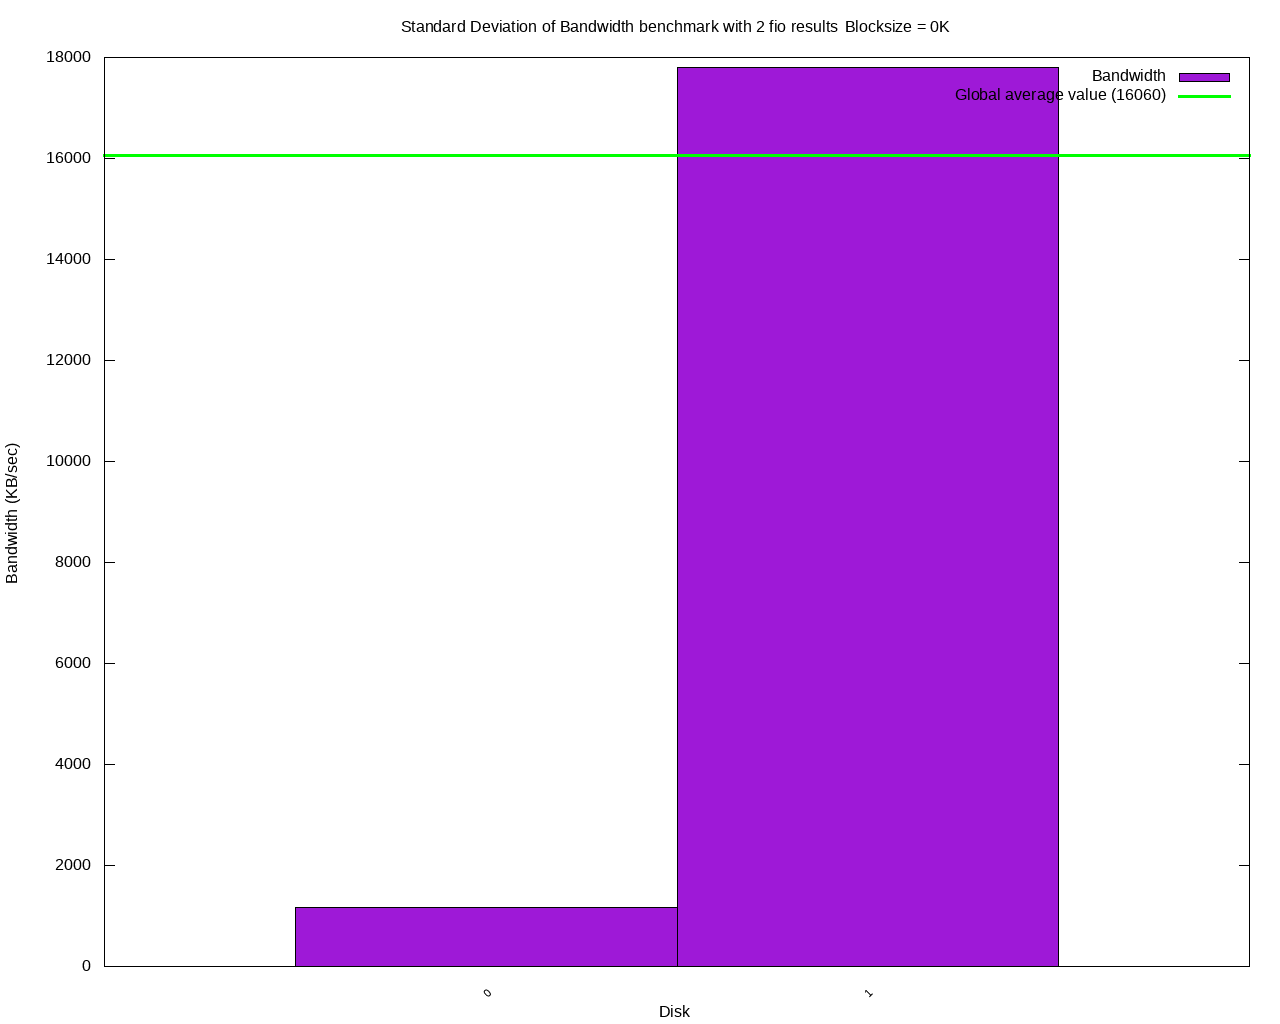 Standard Deviation of Bandwidth benchmark with 2 fio results Blocksize = 0K
18000
16000
14000
12000
10000
8000
6000
4000
2000
0
Bandwidth (KB/sec)
Bandwidth
Global average value (16060)
0
1
Disk